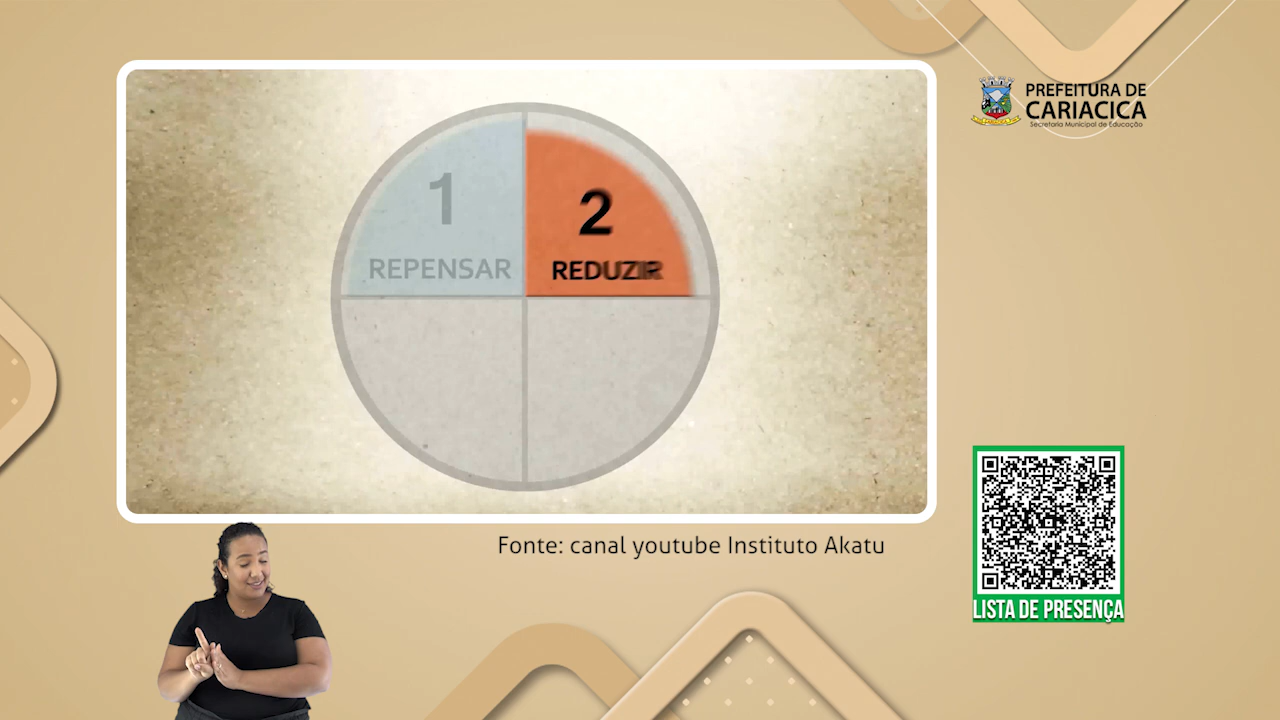 PREFEITURA DE
CARIACICA
Secretaria Municipal de Educação
1
REPENSAR
2
REDUZIR
Fonte: canal youtube Instituto Akatu
LISTA DE PRESENÇA